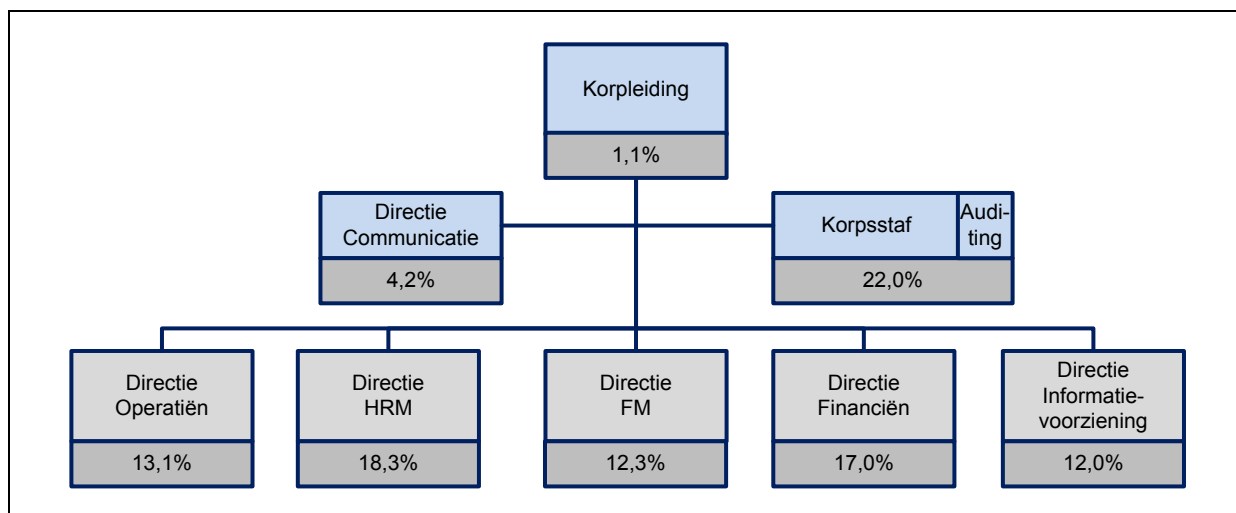 Korpleiding
1,1%
Directie
Communicatie
4,2%
Korpsstaf
Audi-
ting
22,0%
Directie
Operatiën
13,1%
Directie
HRM
18,3%
Directie
FM
12,3%
Directie
Financiën
17,0%
Directie
Informatie-
voorziening
12,0%